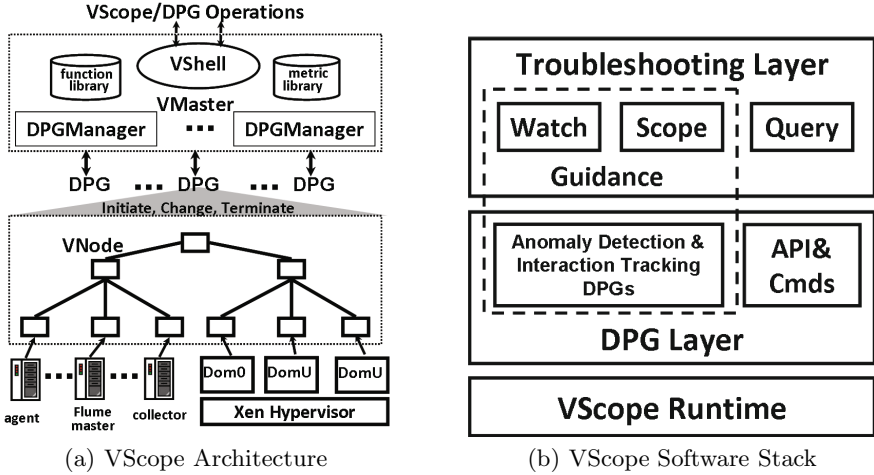 VScope/DPG Operations
VShell
function
library
metric
library
VMaster
DPGManager
DPGManager
DPG
DPG
DPG
Initiate, Change, Terminate
VNode
Dom0
DomU
DomU
agent
Flume
master
collector
Xen Hypervisor
(a) VScope Architecture
Troubleshooting Layer
Watch
Scope
Query
Guidance
Anomaly Detection &
Interaction Tracking
DPGs
API&
Cmds
DPG Layer
VScope Runtime
(b) VScope Software Stack